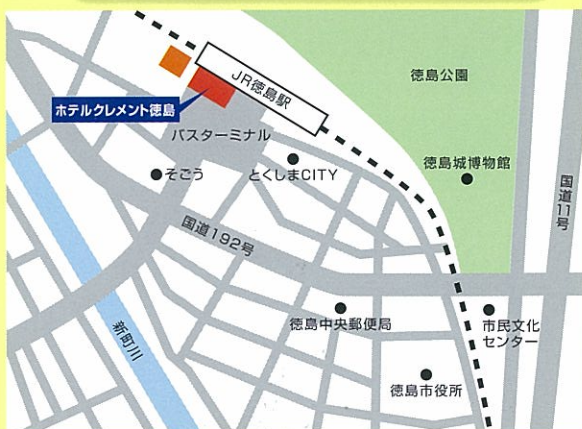 徳島公園
JR徳島駅
ホテルクレメント徳島
バスターミナル
そごう
とくしまCITY
徳島城博物館
国道11号
国道192号
新町川
徳島中央郵便局
市民文化
センター
徳島市役所